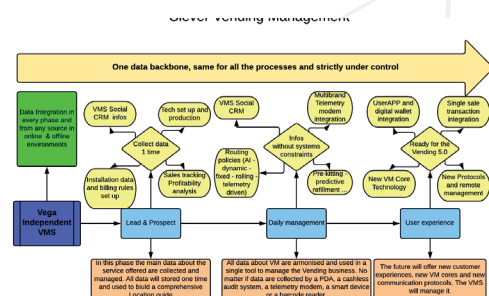 Clever Vending Management
One data backbone, same for all the processes and strictly under control
Data Integration in
every phase and
from any source in
online & offline
environments
VMS Social
CRM infos
Tech set up and
production
Collect data
1 time
Installation data
and billing rules
set up
Sales tracking
Profitability
analysis
VMS Social
CRM
Multibrand
Telemetry
modem
integration
Infos
without systems
constraints
Routing
policies (AI -
dynamic -
fixed - rolling -
telemetry
driven)
Pre-kitting -
predictive
refillment ...
UserAPP and
digital wallet
integration
Single sale
transaction
integration
Ready for the
Vending 5.0
New VM Core
Technology
New Protocols
and remote
management
Vega
Independent
VMS
Lead & Prospect
Daily management
User experience
In this phase the main data about the
service offered are collected and
managed. All data will stored one time
and used to biuld a comprehensive
Location guide
All data about VM are armonised and used in a
single tool to manage the Vending business. No
matter if data are collected by a PDA, a cashless
audit system, a telemetry modem, a smart device
or a barcode reader
The future will offer new customer
experiences, new VM cores and new
communication protocols. The VMS
will manage it.